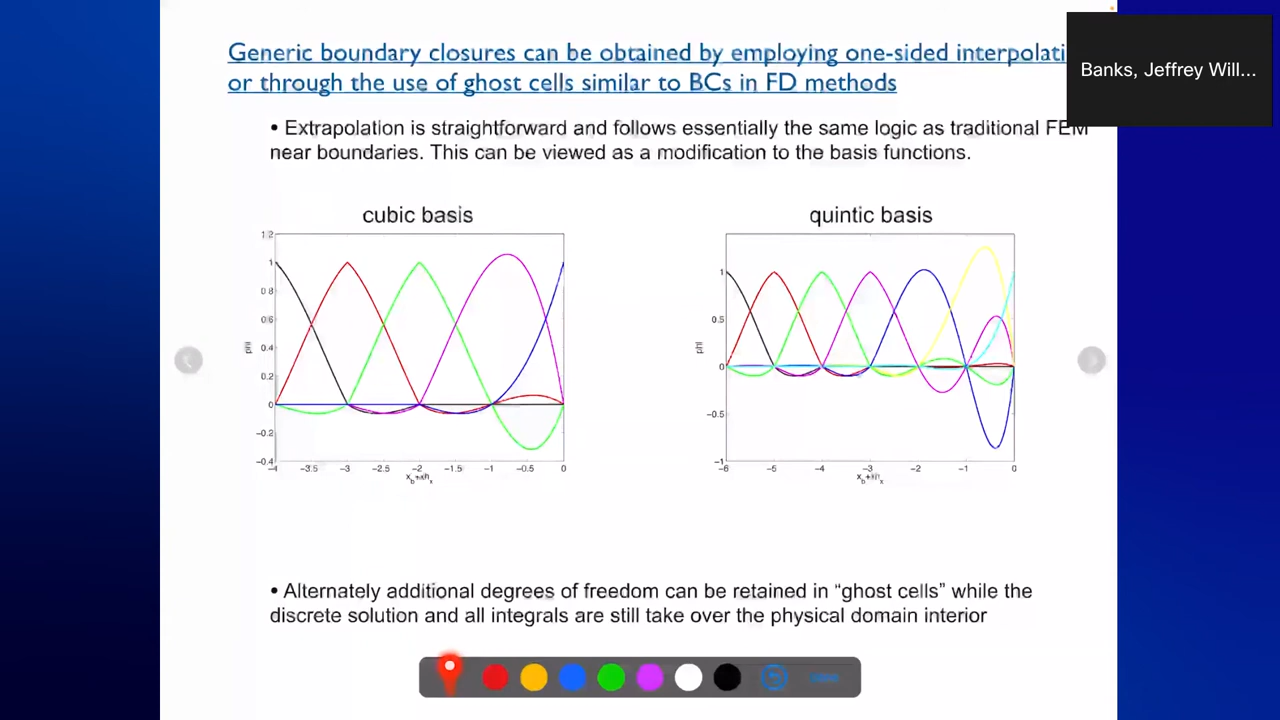 Generic boundary closures can be obtained by employing one-sided interpolati
or through the use of ghost cells similar to BCs in FD methods
Banks, Jeffrey Will...
• Extrapolation is straightforward and follows essentially the same logic as traditional FEM
near boundaries. This can be viewed as a modification to the basis functions.
cubic basis
1.2
1
0.8
0.6
0.4
0.2
0
−0.2
−0.4
phi
−4
−3.5
−3
−2.5
−2
−1.5
−1
−0.5
0
quintic basis
1
0.5
0
−0.5
−1
phi
−6
−5
−4
−3
−2
−1
0
• Alternately additional degrees of freedom can be retained in “ghost cells” while the
discrete solution and all integrals are still take over the physical domain interior